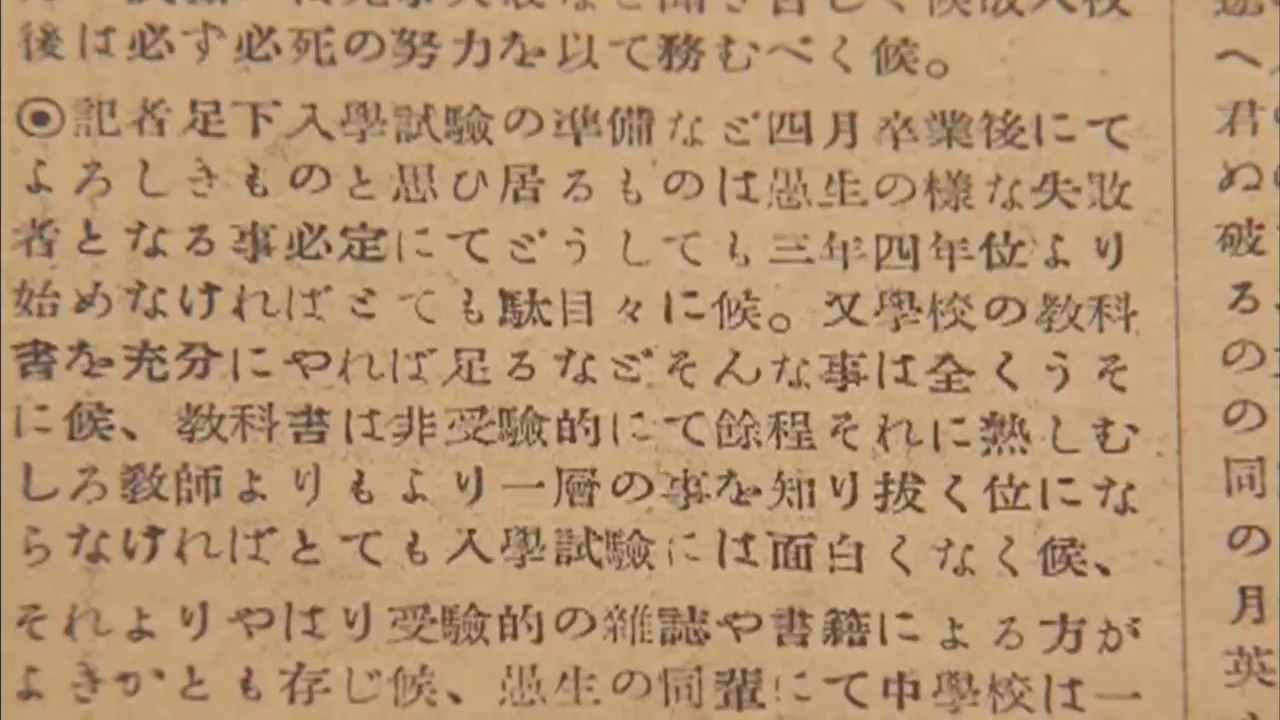 後は必ず必死の努力を以て務むべく候。
◉記者足下入學試驗の準備など四月卒業後にて
よろしきものと思ひ居るものは愚生の樣な失敗
者となる事必定にてどうしても三年四年位より
始めなければとても駄目々に候。又學校の教科
書を充分にやれば足るなどそんな事は全くうそ
に候、教科書は非受驗的にて餘程それに熱しむ
しろ敎師よりもより一層の事を知り拔く位にな
らなければとても入學試驗には面白くなく候、
それよりやはり受驗的の雜誌や書籍による方が
よきかとも存じ候、愚生の同輩にて中學校は一
へ
君
ぬ
破
るの
の
同
の
月
英